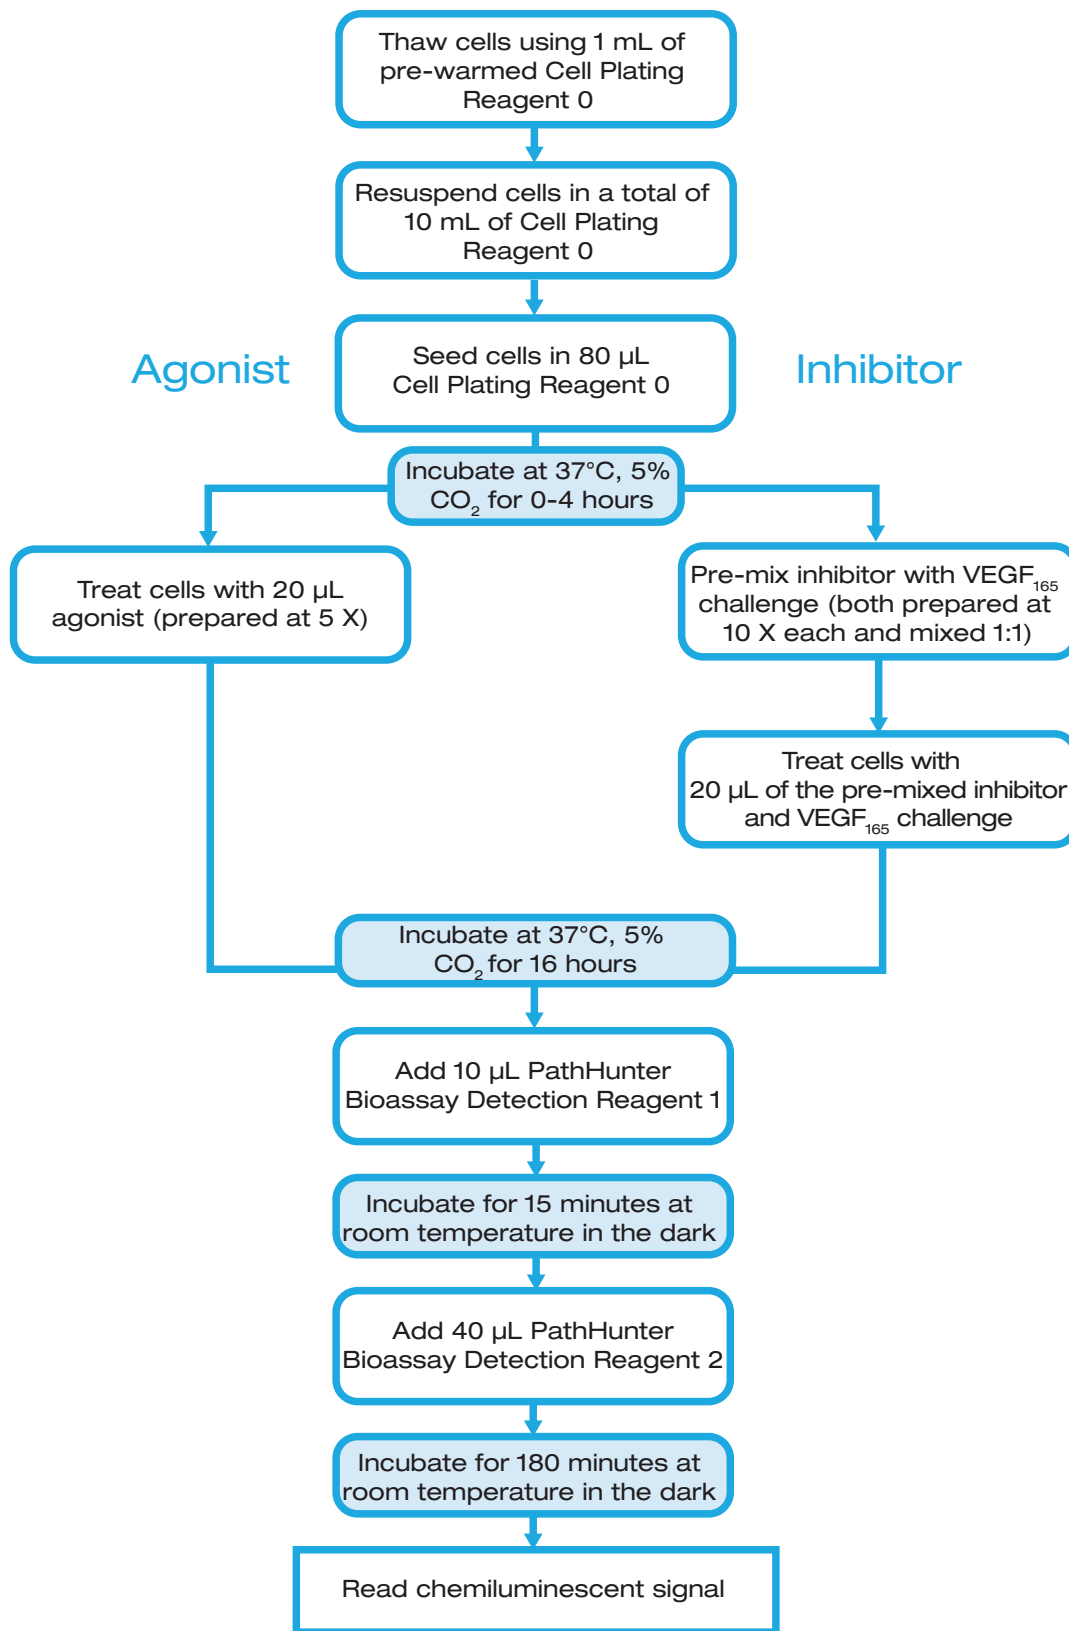 Thaw cells using 1 mL of
pre-warmed Cell Plating
Reagent 0
Resuspend cells in a total of
10 mL of Cell Plating
Reagent 0
Agonist
Seed cells in 80 µL
Cell Plating Reagent 0
Inhibitor
Incubate at 37°C, 5%
CO₂ for 0-4 hours
Treat cells with 20 µL
agonist (prepared at 5 X)
Pre-mix inhibitor with VEGF₁₆₅
challenge (both prepared at
10 X each and mixed 1:1)
Treat cells with
20 µL of the pre-mixed inhibitor
and VEGF₁₆₅ challenge
Incubate at 37°C, 5%
CO₂ for 16 hours
Add 10 µL PathHunter
Bioassay Detection Reagent 1
Incubate for 15 minutes at
room temperature in the dark
Add 40 µL PathHunter
Bioassay Detection Reagent 2
Incubate for 180 minutes at
room temperature in the dark
Read chemiluminescent signal